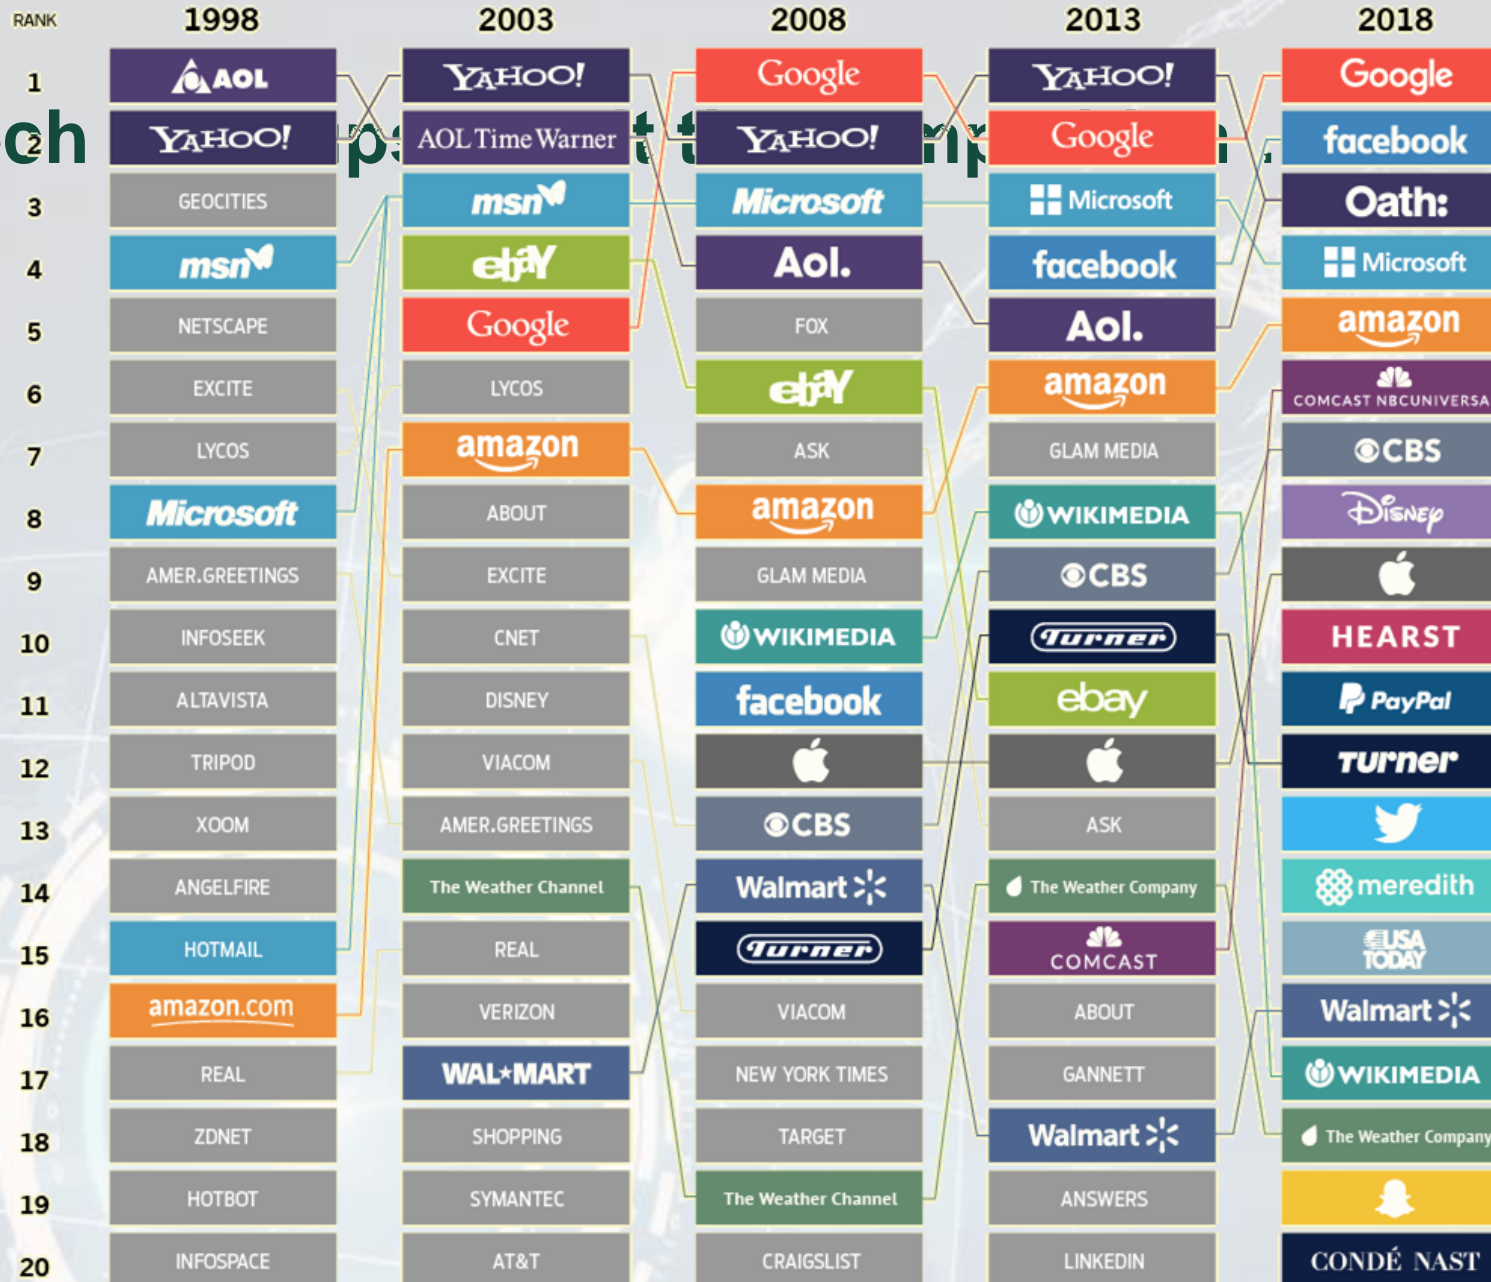 RANK 1998 2003 2008 2013 2018
1 AOL YAHOO! Google YAHOO! Google
2 YAHOO! AOL Time Warner YAHOO! Google facebook
3 GEOCITIES msn Microsoft Microsoft Oath:
4 msn ebaY Aol. facebook Microsoft
5 NETSCAPE Google FOX Aol. amazon
6 EXCITE LYCOS ebaY amazon COMCAST NBCUNIVERSA
7 LYCOS amazon ASK GLAM MEDIA CBS
8 Microsoft ABOUT amazon WIKIMEDIA Disney
9 AMER.GREETINGS EXCITE GLAM MEDIA CBS
10 INFOSEEK CNET WIKIMEDIA Turner HEARST
11 ALTAVISTA DISNEY facebook ebay PayPal
12 TRIPOD VIACOM Turner
13 XOOM AMER.GREETINGS CBS ASK
14 ANGELFIRE The Weather Channel Walmart The Weather Company meredith
15 HOTMAIL REAL Turner COMCAST USA TODAY
16 amazon.com VERIZON VIACOM ABOUT Walmart
17 REAL WAL★MART NEW YORK TIMES GANNETT WIKIMEDIA
18 ZDNET SHOPPING TARGET Walmart The Weather Company
19 HOTBOT SYMANTEC The Weather Channel ANSWERS
20 INFOSPACE AT&T CRAIGSLIST LINKEDIN CONDÉ NAST